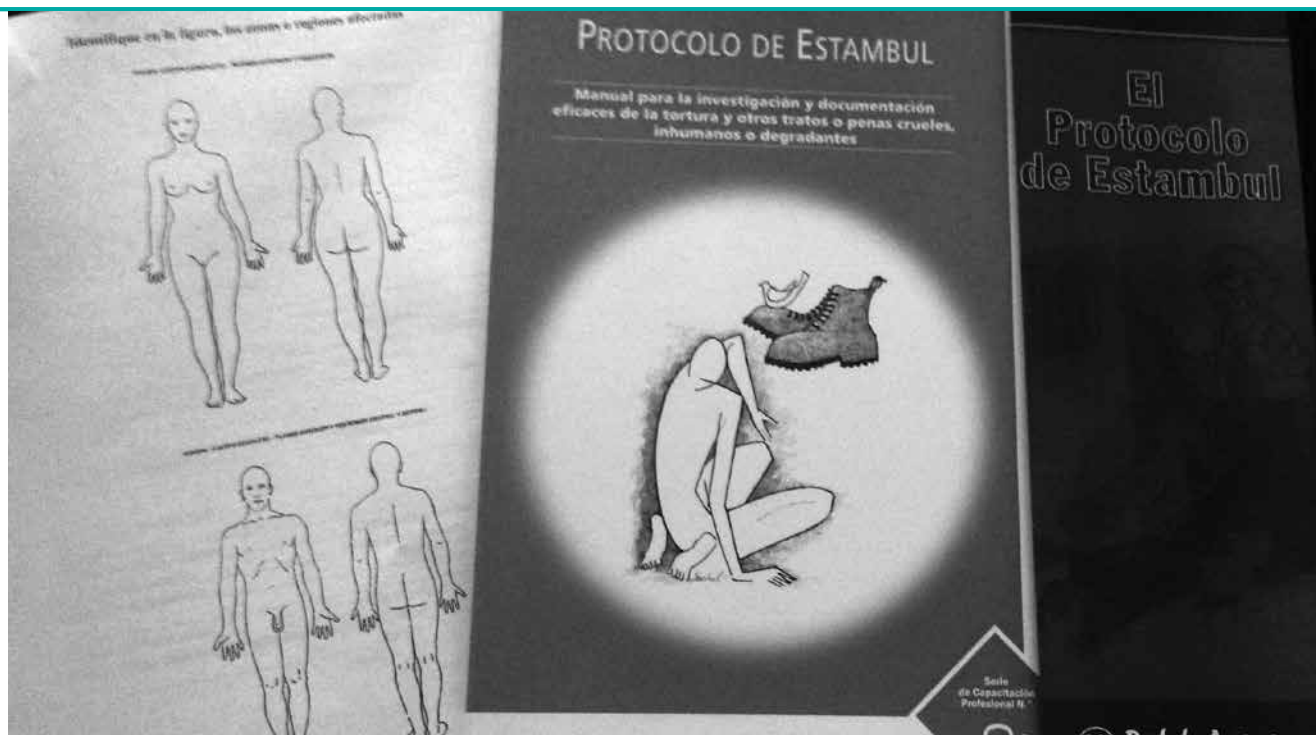 Identifique en la figura, las zonas o regiones afectadas
PROTOCOLO DE ESTAMBUL
Manual para la investigación y documentación
eficaces de la tortura y otros tratos o penas crueles,
inhumanos o degradantes
Serie
de Capacitación
Profesional N.°
El
Protocolo
de Estambul